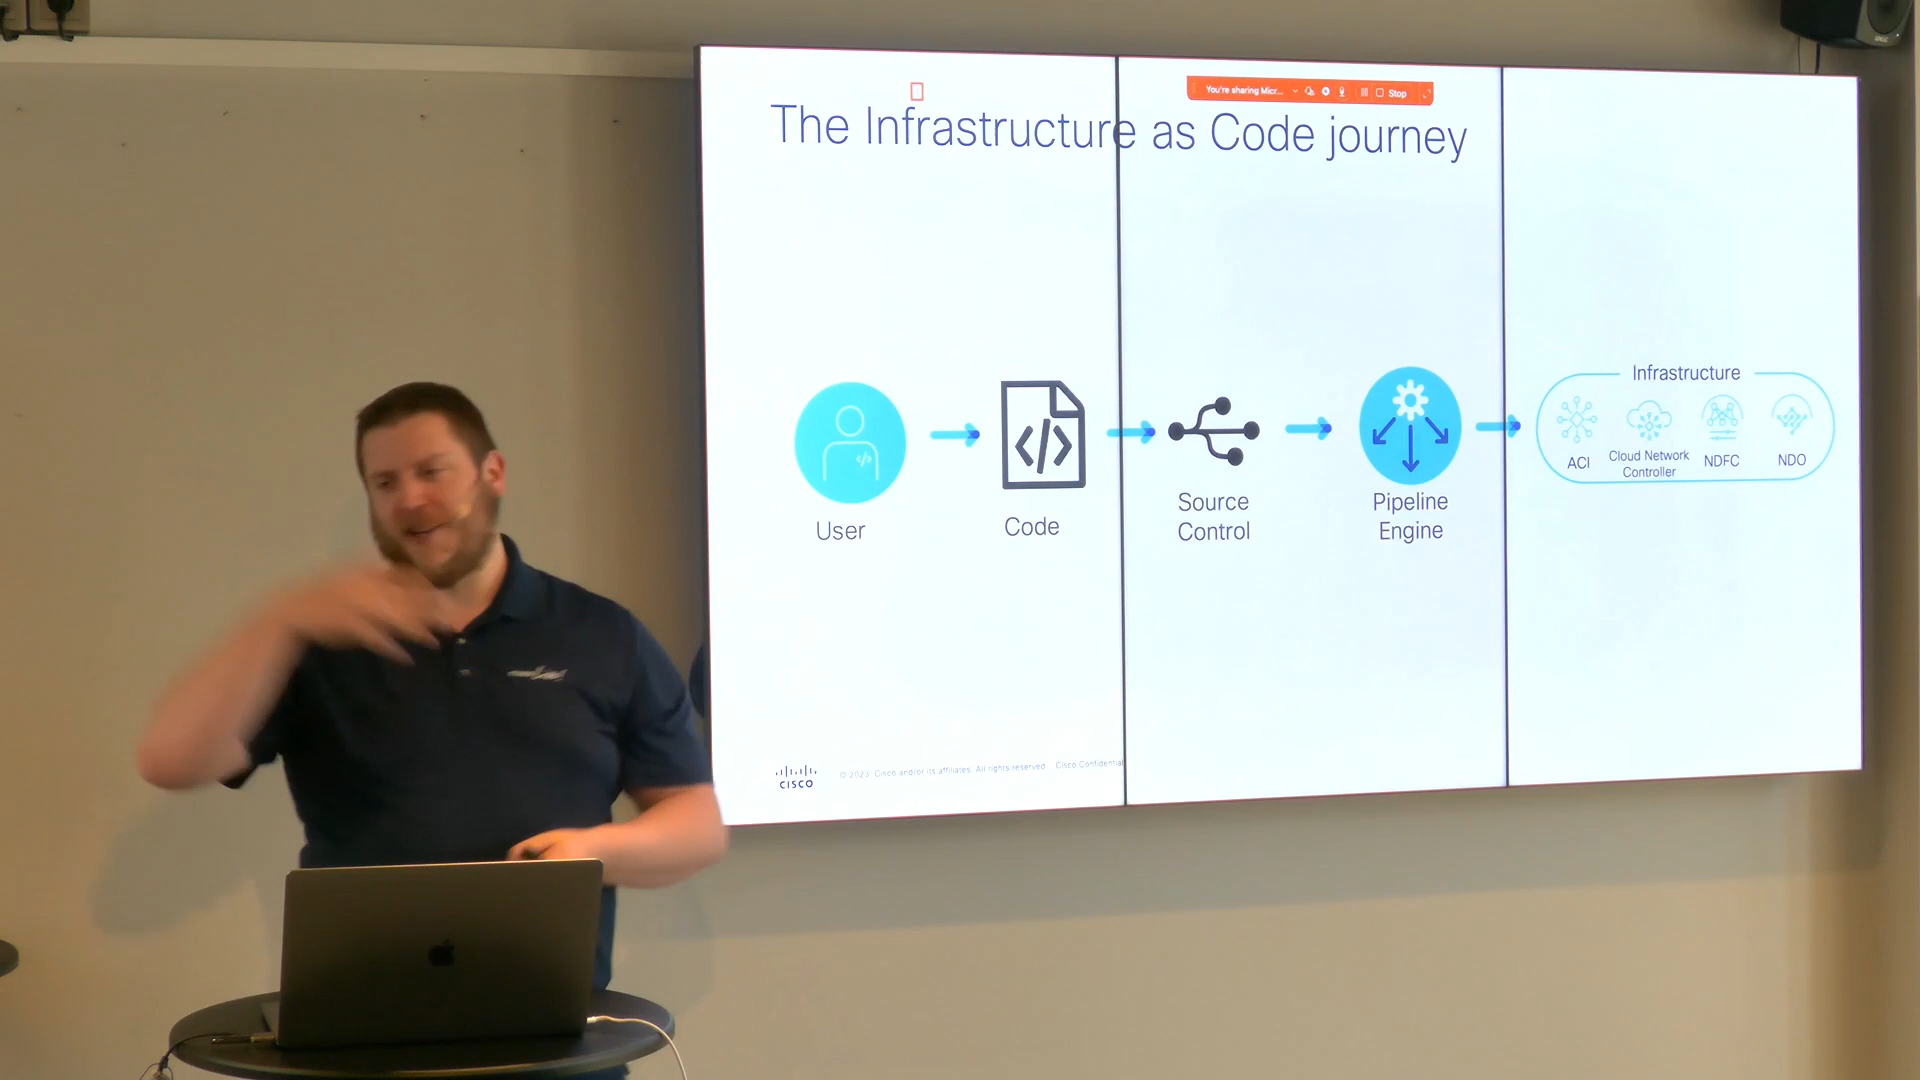 You're sharing Micr... Stop
The Infrastructure as Code journey
Infrastructure
ACI
Cloud Network
Controller
NDFC
NDO
User
Code
Source
Control
Pipeline
Engine
CISCO
© 2023 Cisco and/or its affiliates. All rights reserved. Cisco Confidential